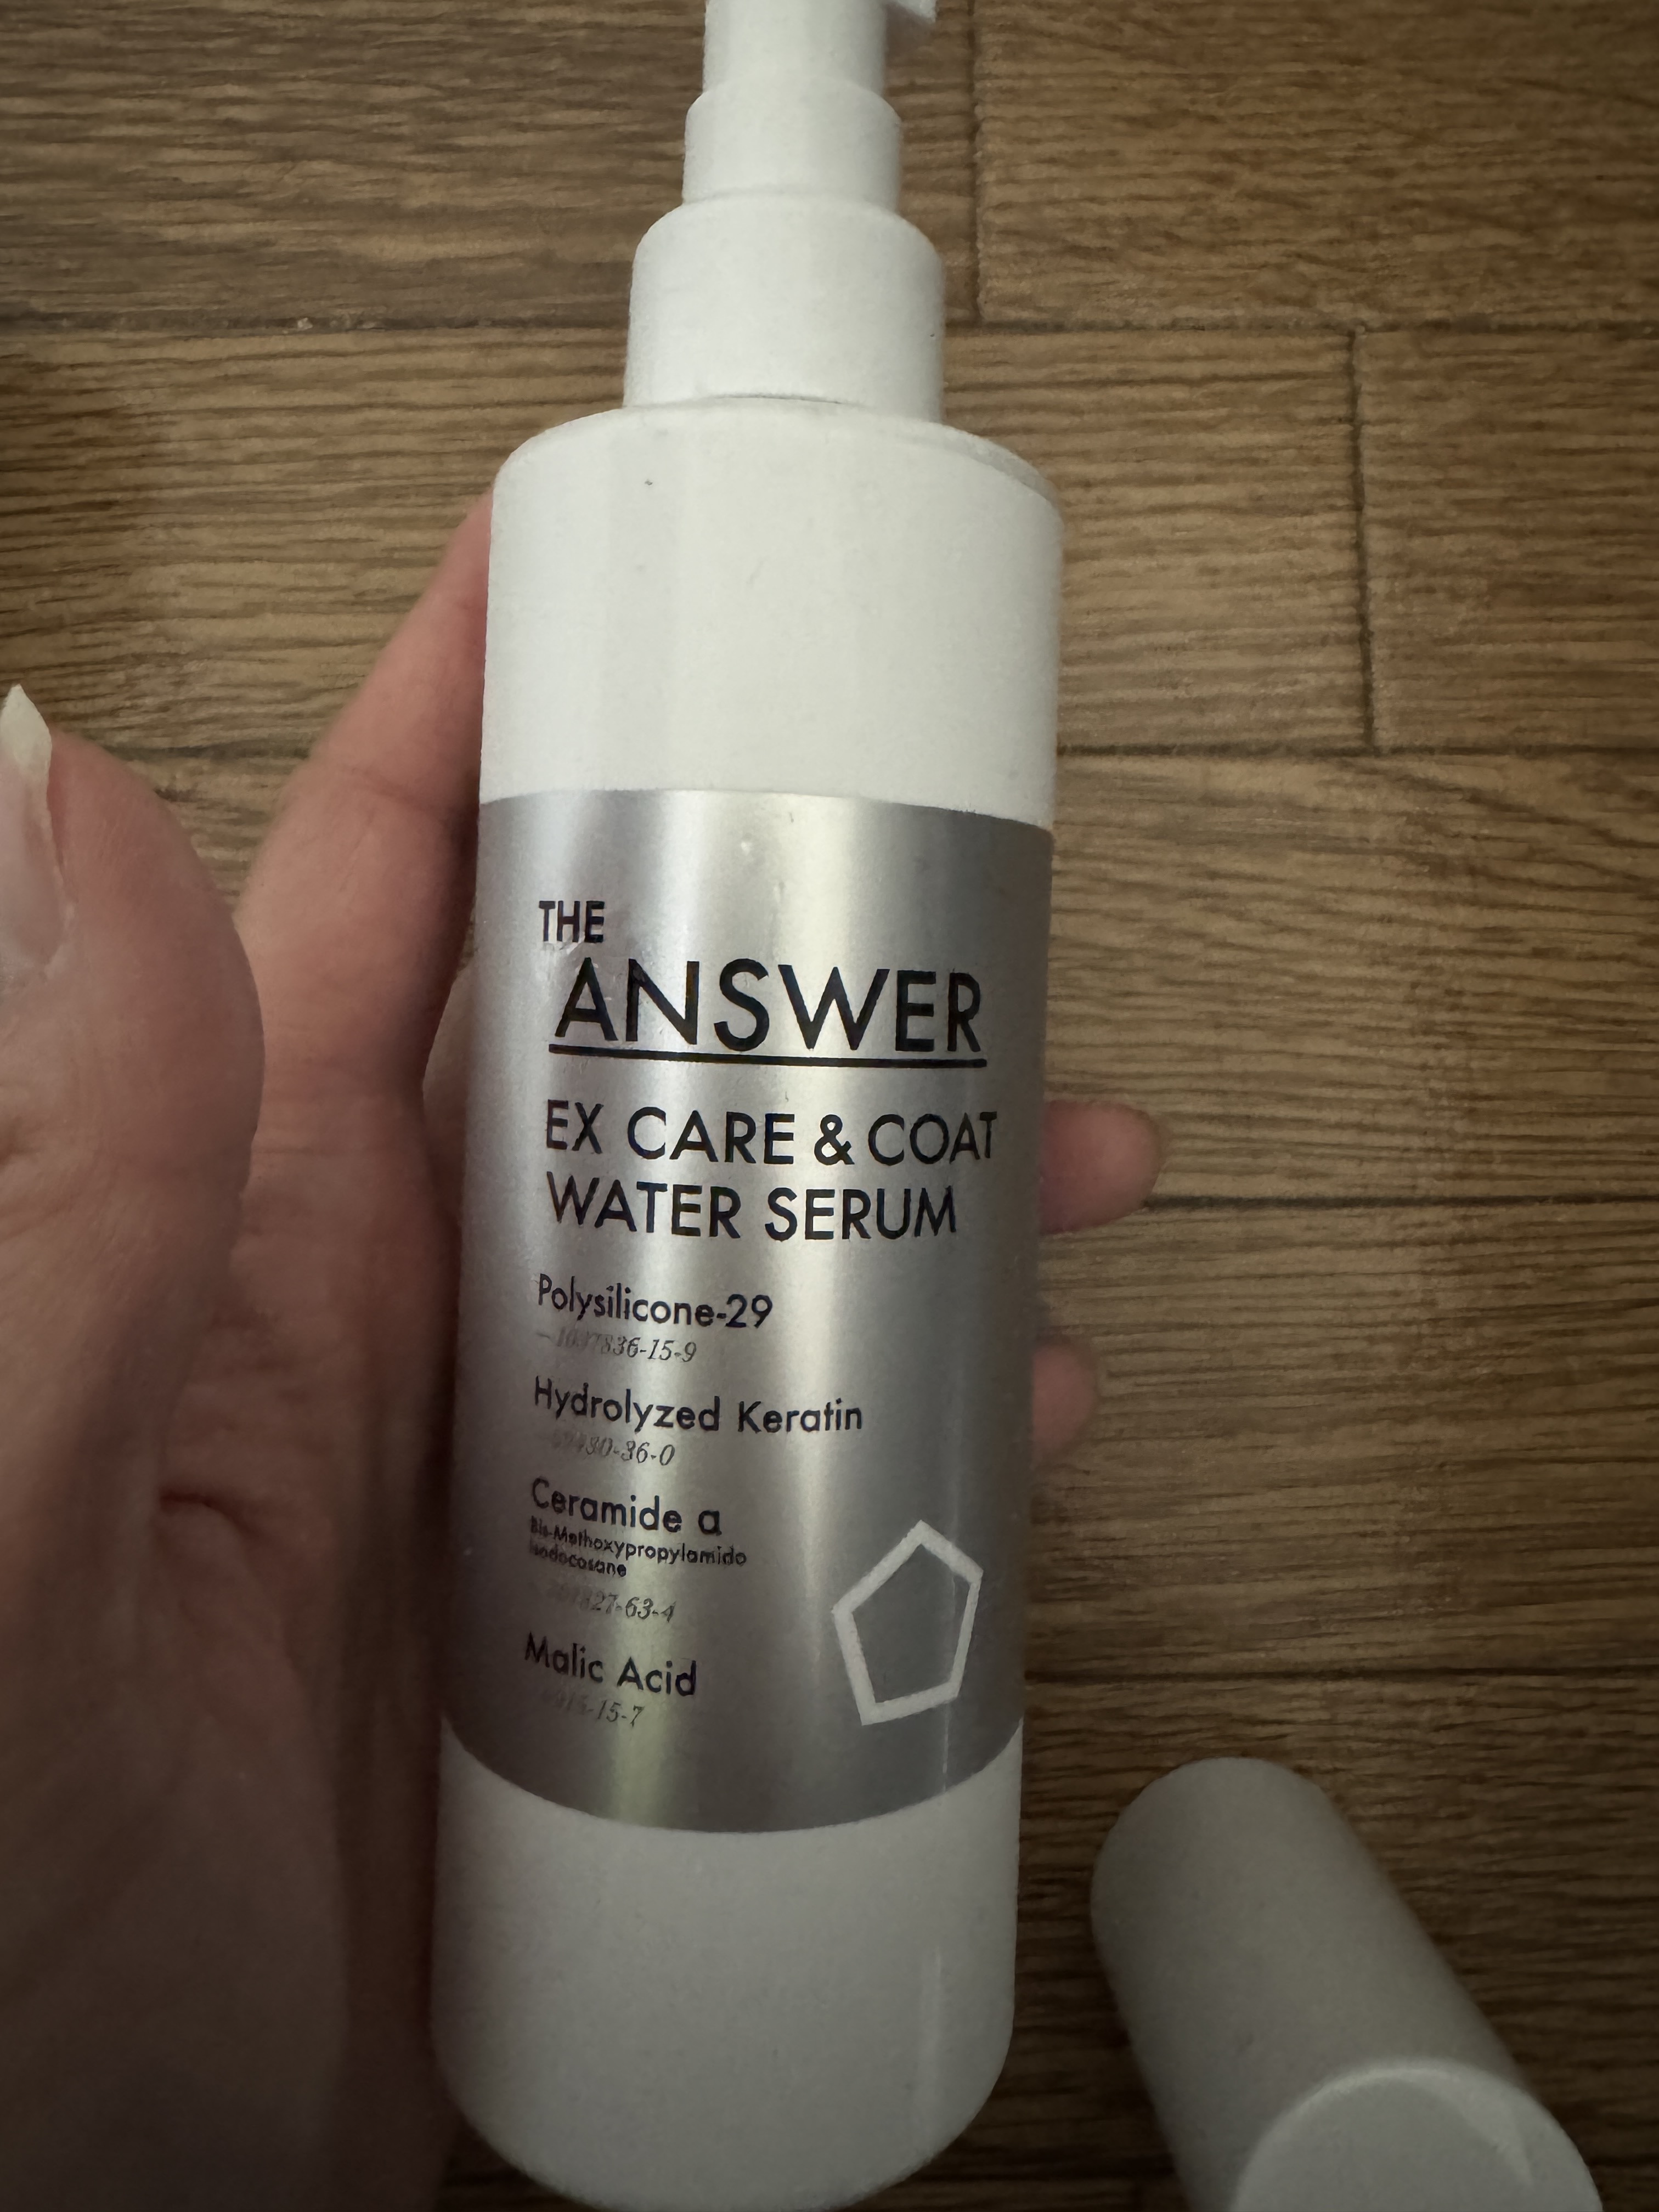 THE
ANSWER
EX CARE & COAT
WATER SERUM
Polysilicone-29
Hydrolyzed Keratin
Ceramide α
Bis-Methoxypropylamido
Isodocosane
Malic Acid